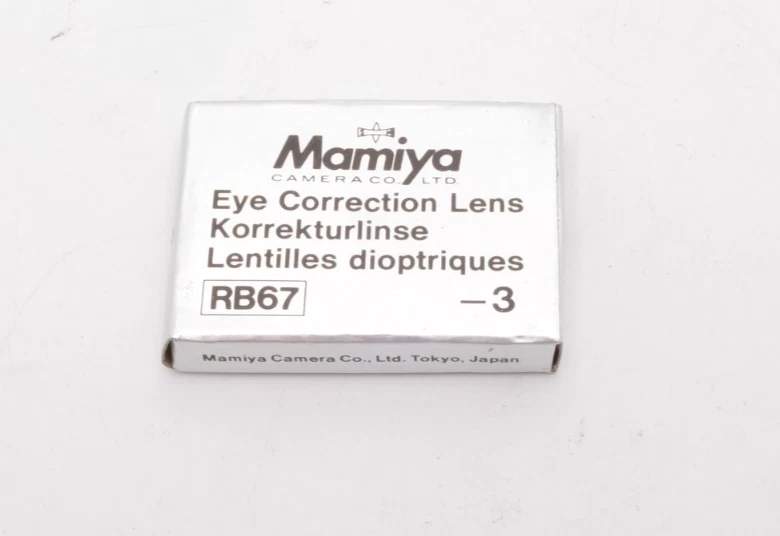 Mamiya
CAMERA CO., LTD.
Eye Correction Lens
Korrekturlinse
Lentilles dioptriques
RB67 −3
Mamiya Camera Co., Ltd. Tokyo, Japan